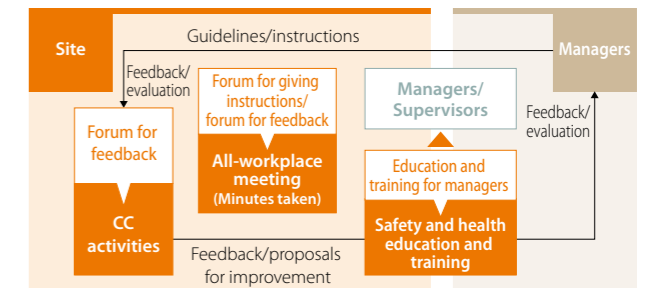 Site
Guidelines/instructions
Managers
Feedback/
evaluation
Forum for giving
instructions/
forum for feedback
All-workplace
meeting
(Minutes taken)
Managers/
Supervisors
Feedback/
evaluation
Forum for
feedback
CC
activities
Education and
training for managers
Safety and health
education and
training
Feedback/proposals
for improvement